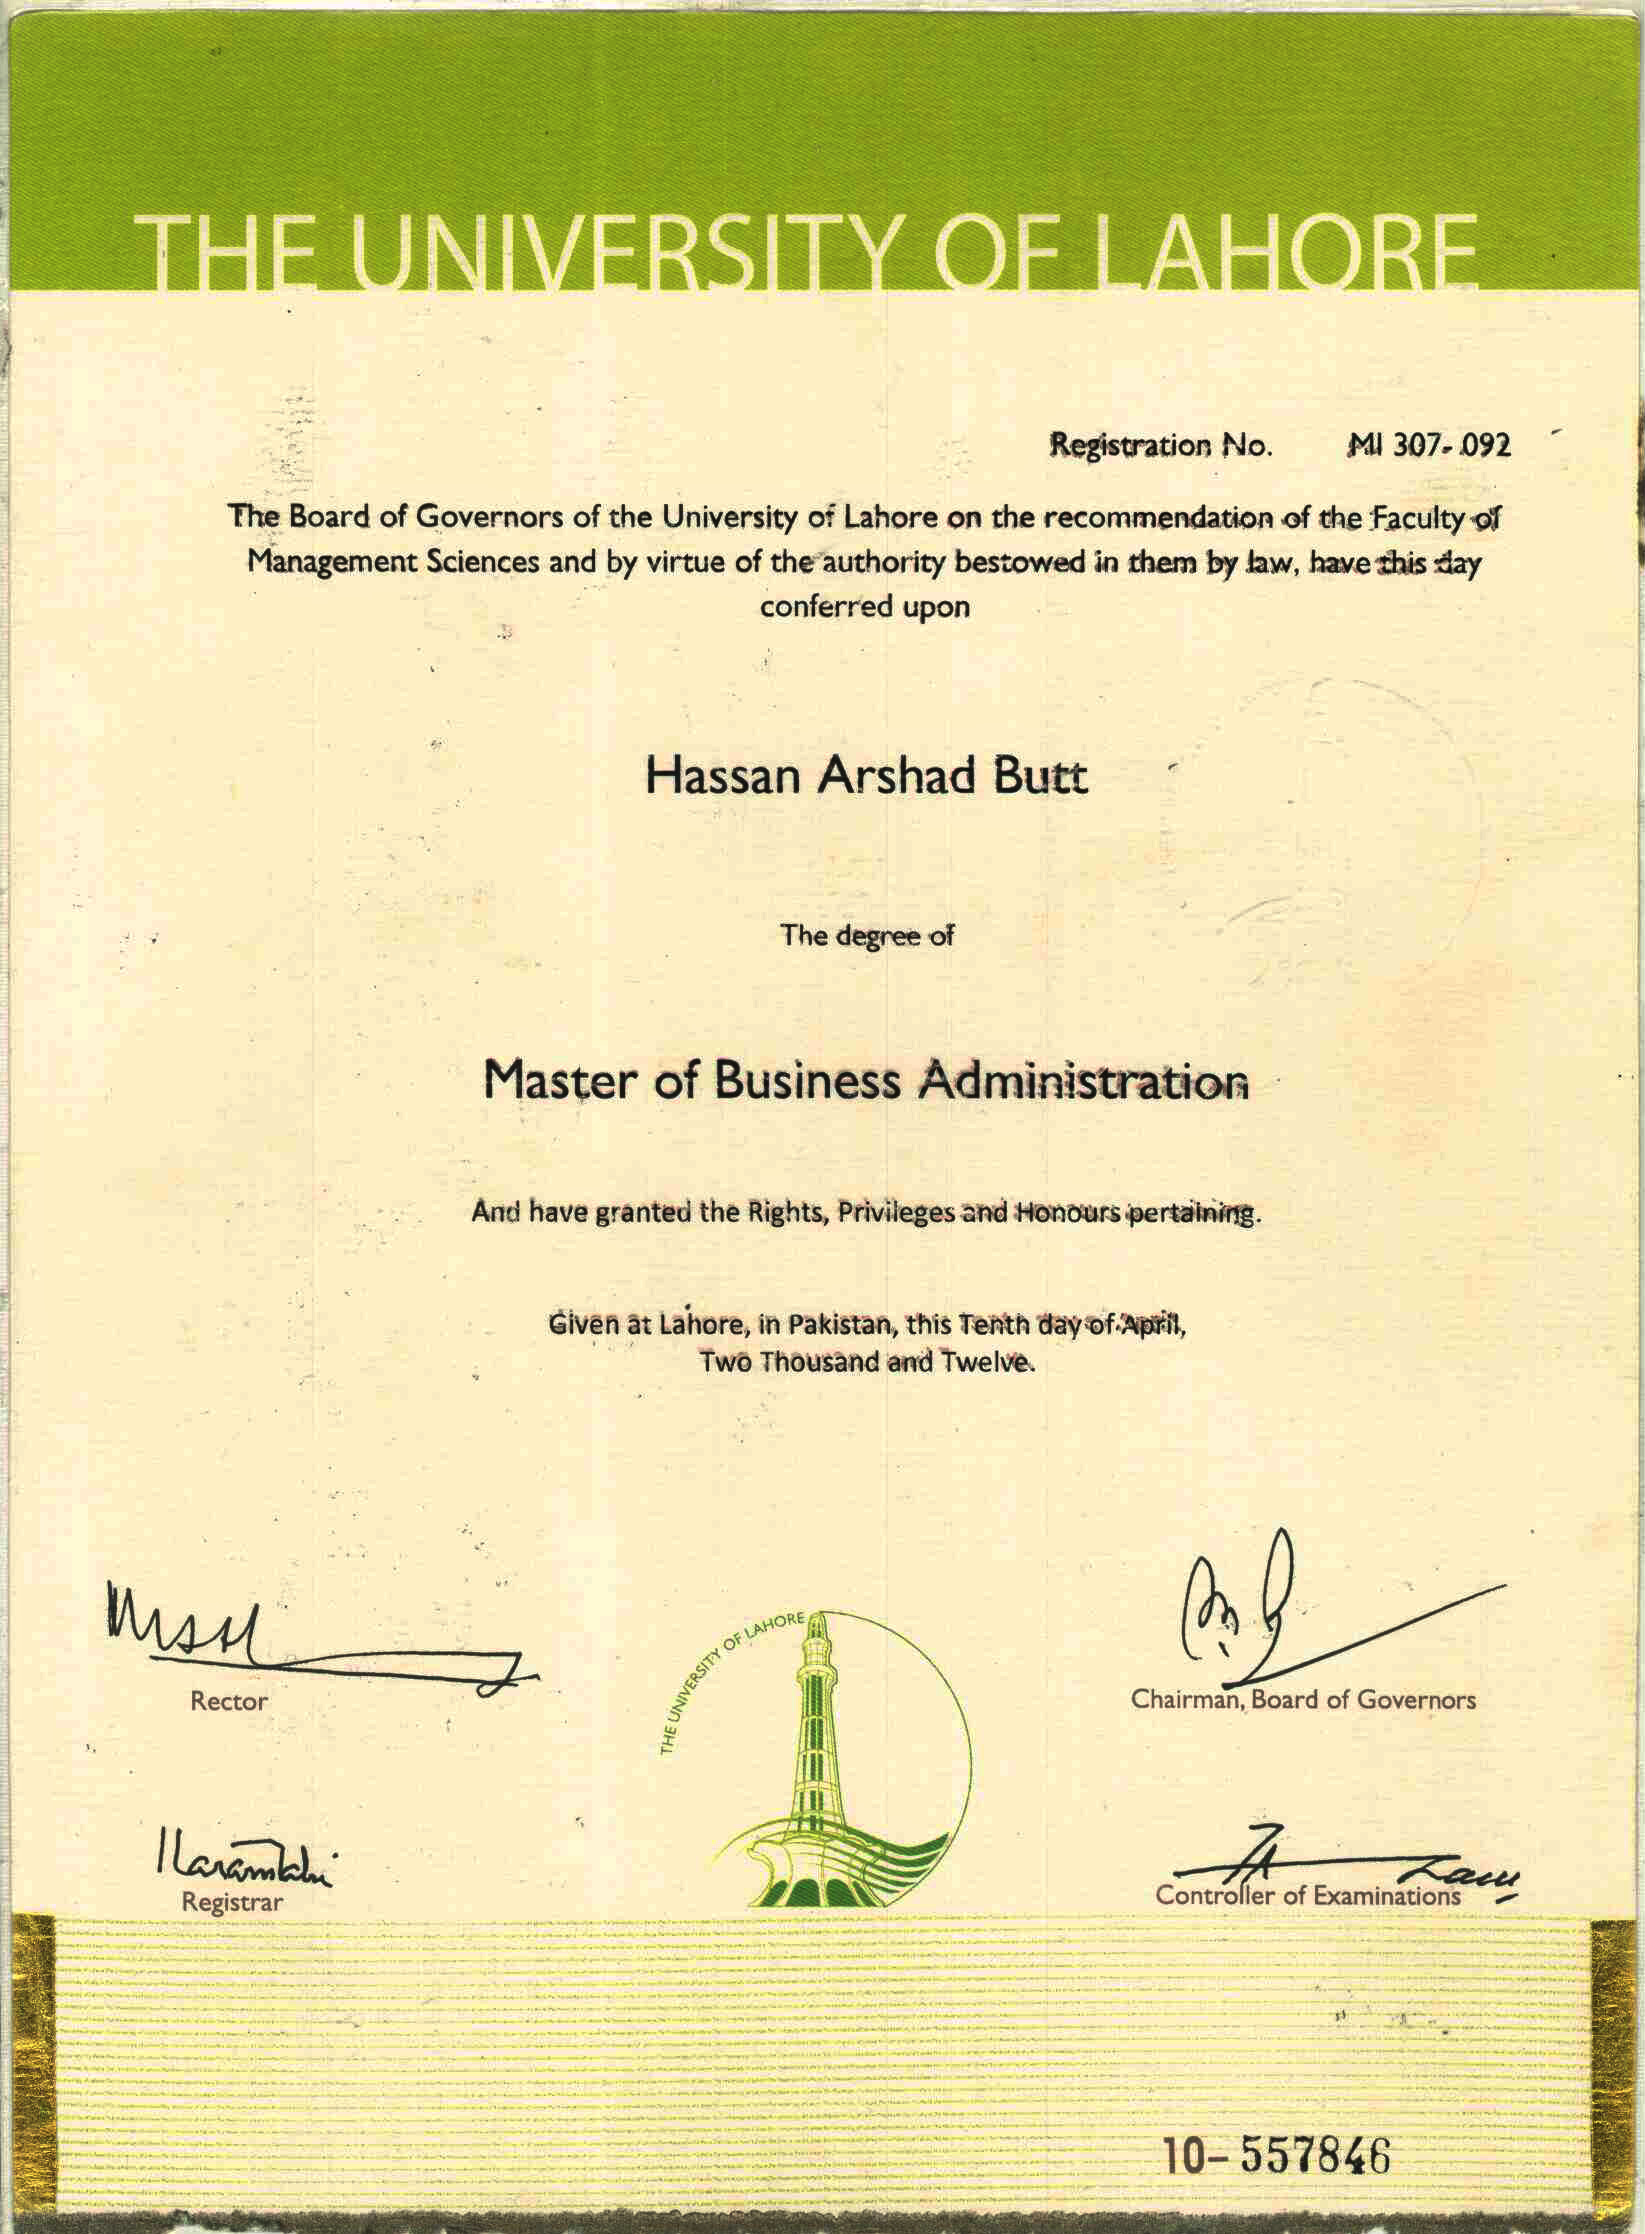 THE UNIVERSITY OF LAHORE
Registration No. MI 307-092
The Board of Governors of the University of Lahore on the recommendation of the Faculty of
Management Sciences and by virtue of the authority bestowed in them by law, have this day
conferred upon
Hassan Arshad Butt
The degree of
Master of Business Administration
And have granted the Rights, Privileges and Honours pertaining.
Given at Lahore, in Pakistan, this Tenth day of April,
Two Thousand and Twelve.
Rector
THE UNIVERSITY OF LAHORE
Chairman, Board of Governors
Registrar
Controller of Examinations
10-557846